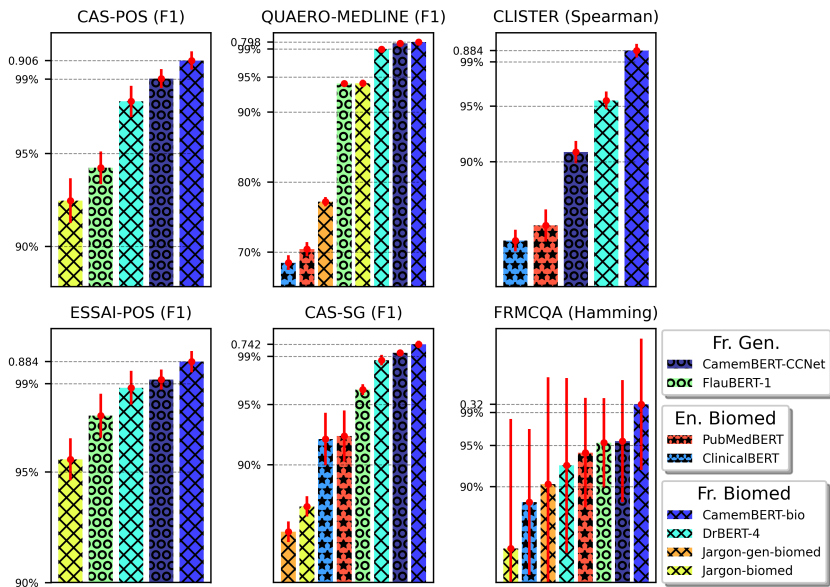 CAS-POS (F1)
0.906
99%
95%
90%
QUAERO-MEDLINE (F1)
0.798
99%
95%
90%
80%
70%
CLISTER (Spearman)
0.884
99%
95%
90%
ESSAI-POS (F1)
0.884
99%
95%
90%
CAS-SG (F1)
0.742
99%
95%
90%
FRMCQA (Hamming)
0.32
99%
95%
90%
Fr. Gen.
CamemBERT-CCNet
FlauBERT-1
En. Biomed
PubMedBERT
ClinicalBERT
Fr. Biomed
CamemBERT-bio
DrBERT-4
Jargon-gen-biomed
Jargon-biomed